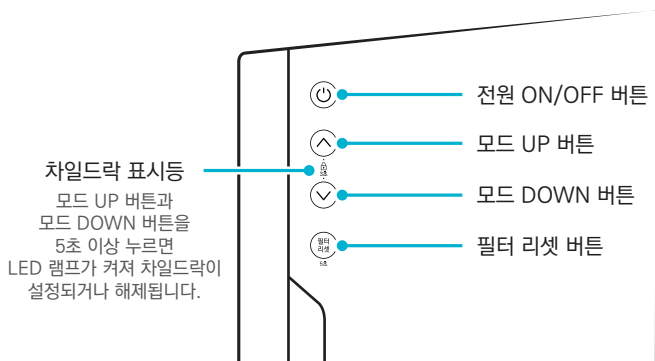 전원 ON/OFF 버튼
모드 UP 버튼
차일드락 표시등
모드 UP 버튼과
모드 DOWN 버튼을
5초 이상 누르면
LED 램프가 켜져 차일드락이
설정되거나 해제됩니다.
모드 DOWN 버튼
필터
리셋
필터 리셋 버튼